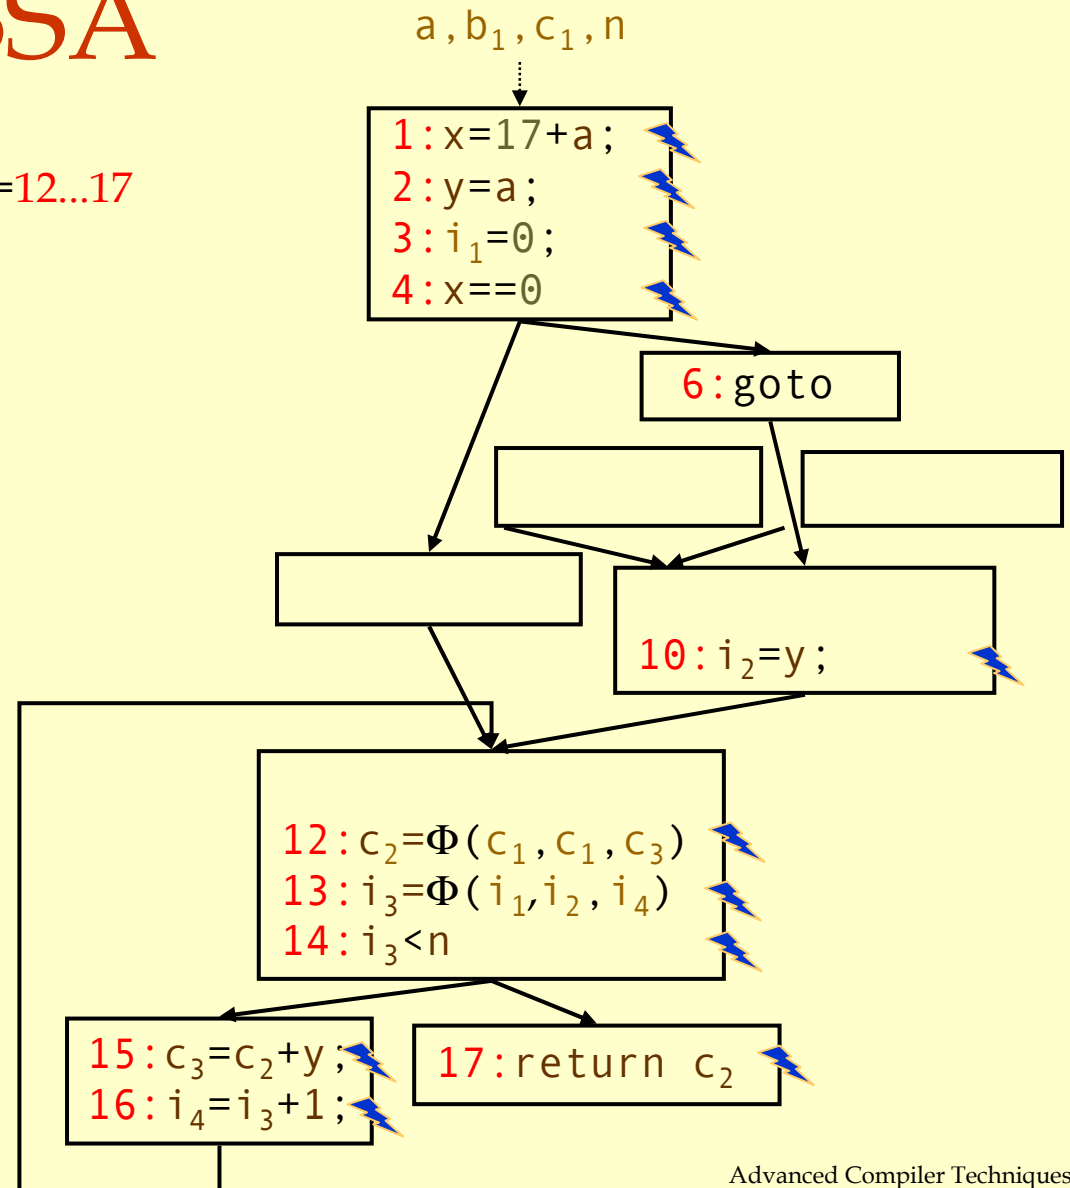 SSA
a,b₁,c₁,n
=12...17
1:x=17+a;
2:y=a;
3:i₁=0;
4:x==0
6:goto
10:i₂=y;
12:c₂=Φ(c₁,c₁,c₃)
13:i₃=Φ(i₁,i₂,i₄)
14:i₃<n
15:c₃=c₂+y;
16:i₄=i₃+1;
17:return c₂
Advanced Compiler Techniques